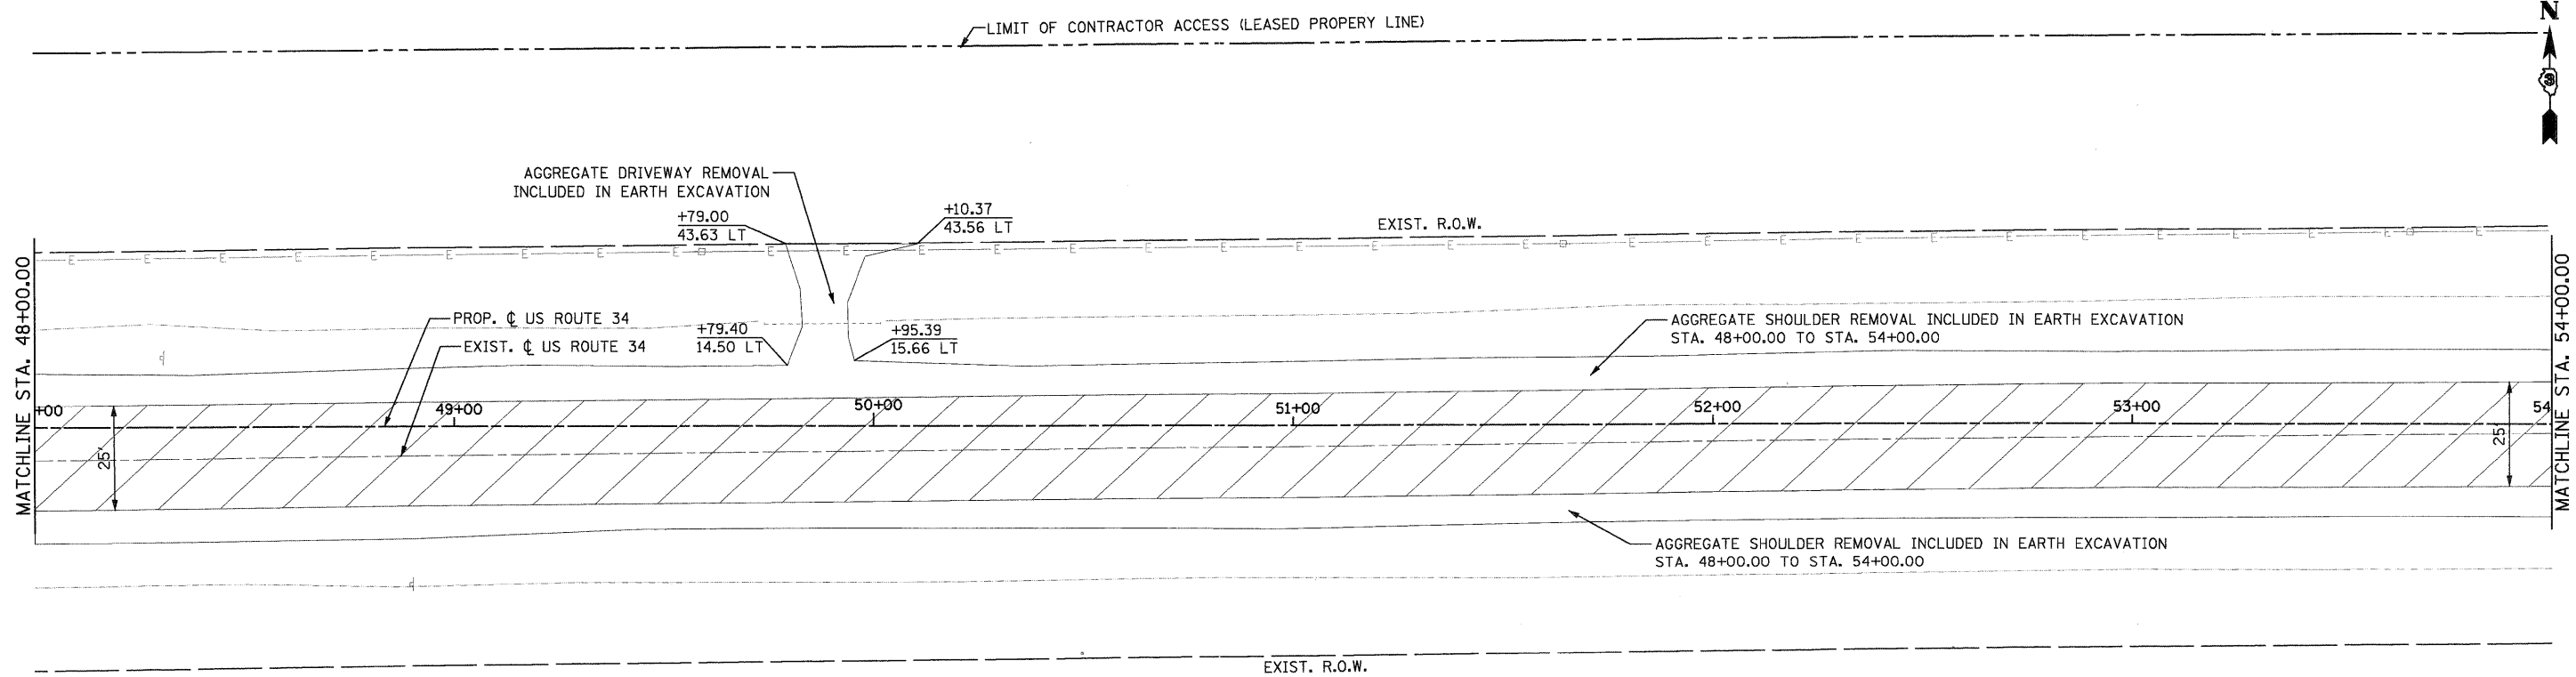 LIMIT OF CONTRACTOR ACCESS (LEASED PROPERY LINE)
N
AGGREGATE DRIVEWAY REMOVAL
INCLUDED IN EARTH EXCAVATION
+79.00
43.63 LT
+10.37
43.56 LT
EXIST. R.O.W.
E E E E E E E E E E E E E E E E E E E E E E E E E E E E E E E E
MATCHLINE STA. 48+00.00
PROP. ℄ US ROUTE 34
EXIST. ℄ US ROUTE 34
+79.40
14.50 LT
+95.39
15.66 LT
AGGREGATE SHOULDER REMOVAL INCLUDED IN EARTH EXCAVATION
STA. 48+00.00 TO STA. 54+00.00
MATCHLINE STA. 54+00.00
+00
49+00
50+00
51+00
52+00
53+00
54
25'
25'
AGGREGATE SHOULDER REMOVAL INCLUDED IN EARTH EXCAVATION
STA. 48+00.00 TO STA. 54+00.00
EXIST. R.O.W.